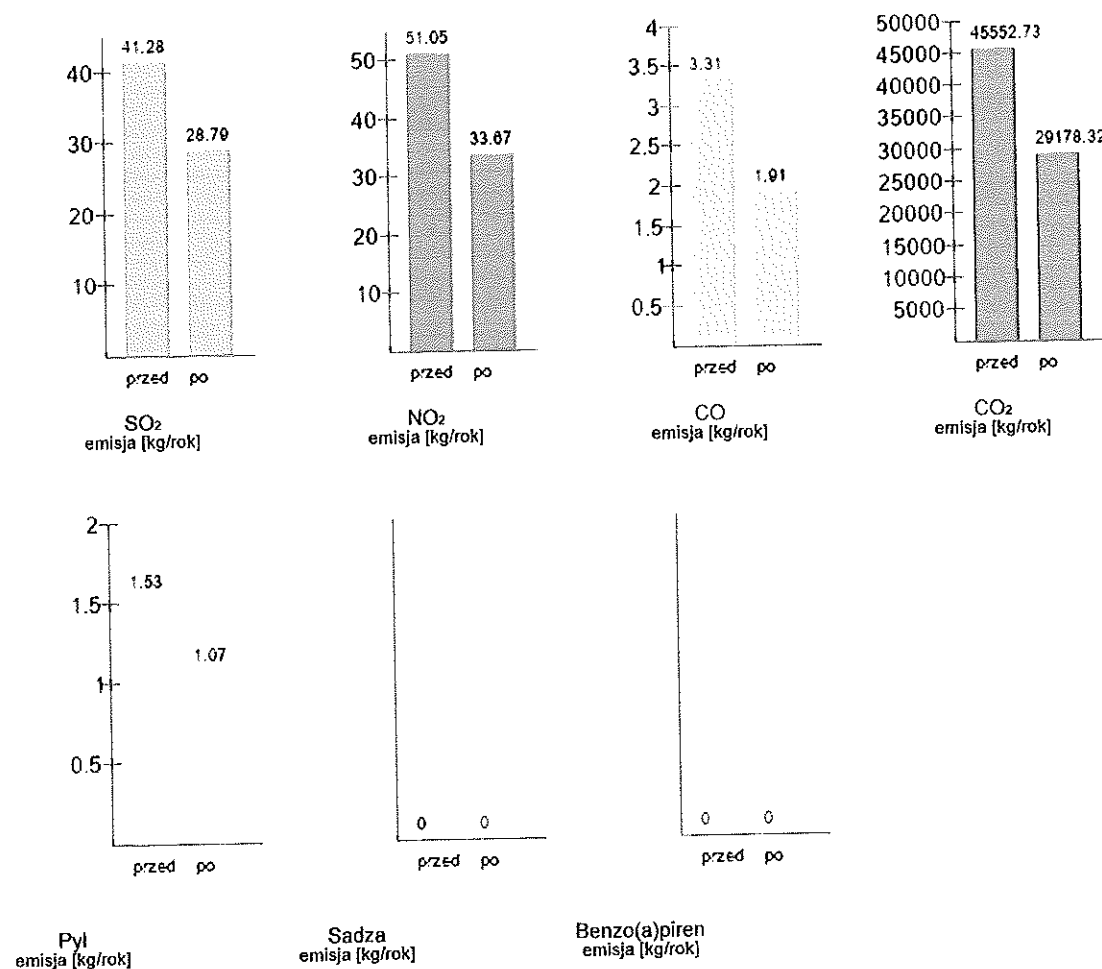 41.28
40
30
28.79
20
10
przed po
SO₂
emisja [kg/rok]
51.05
50
40
33.67
30
20
10
przed po
NO₂
emisja [kg/rok]
4
3.5
3.31
3
2.5
2
1.91
1.5
1
0.5
przed po
CO
emisja [kg/rok]
50000
45552.73
45000
40000
35000
30000
29178.32
25000
20000
15000
10000
5000
przed po
CO₂
emisja [kg/rok]
2
1.53
1.5
1.07
1
0.5
przed po
Pył
emisja [kg/rok]
0 0
przed po
Sadza
emisja [kg/rok]
0 0
przed po
Benzo(a)piren
emisja [kg/rok]